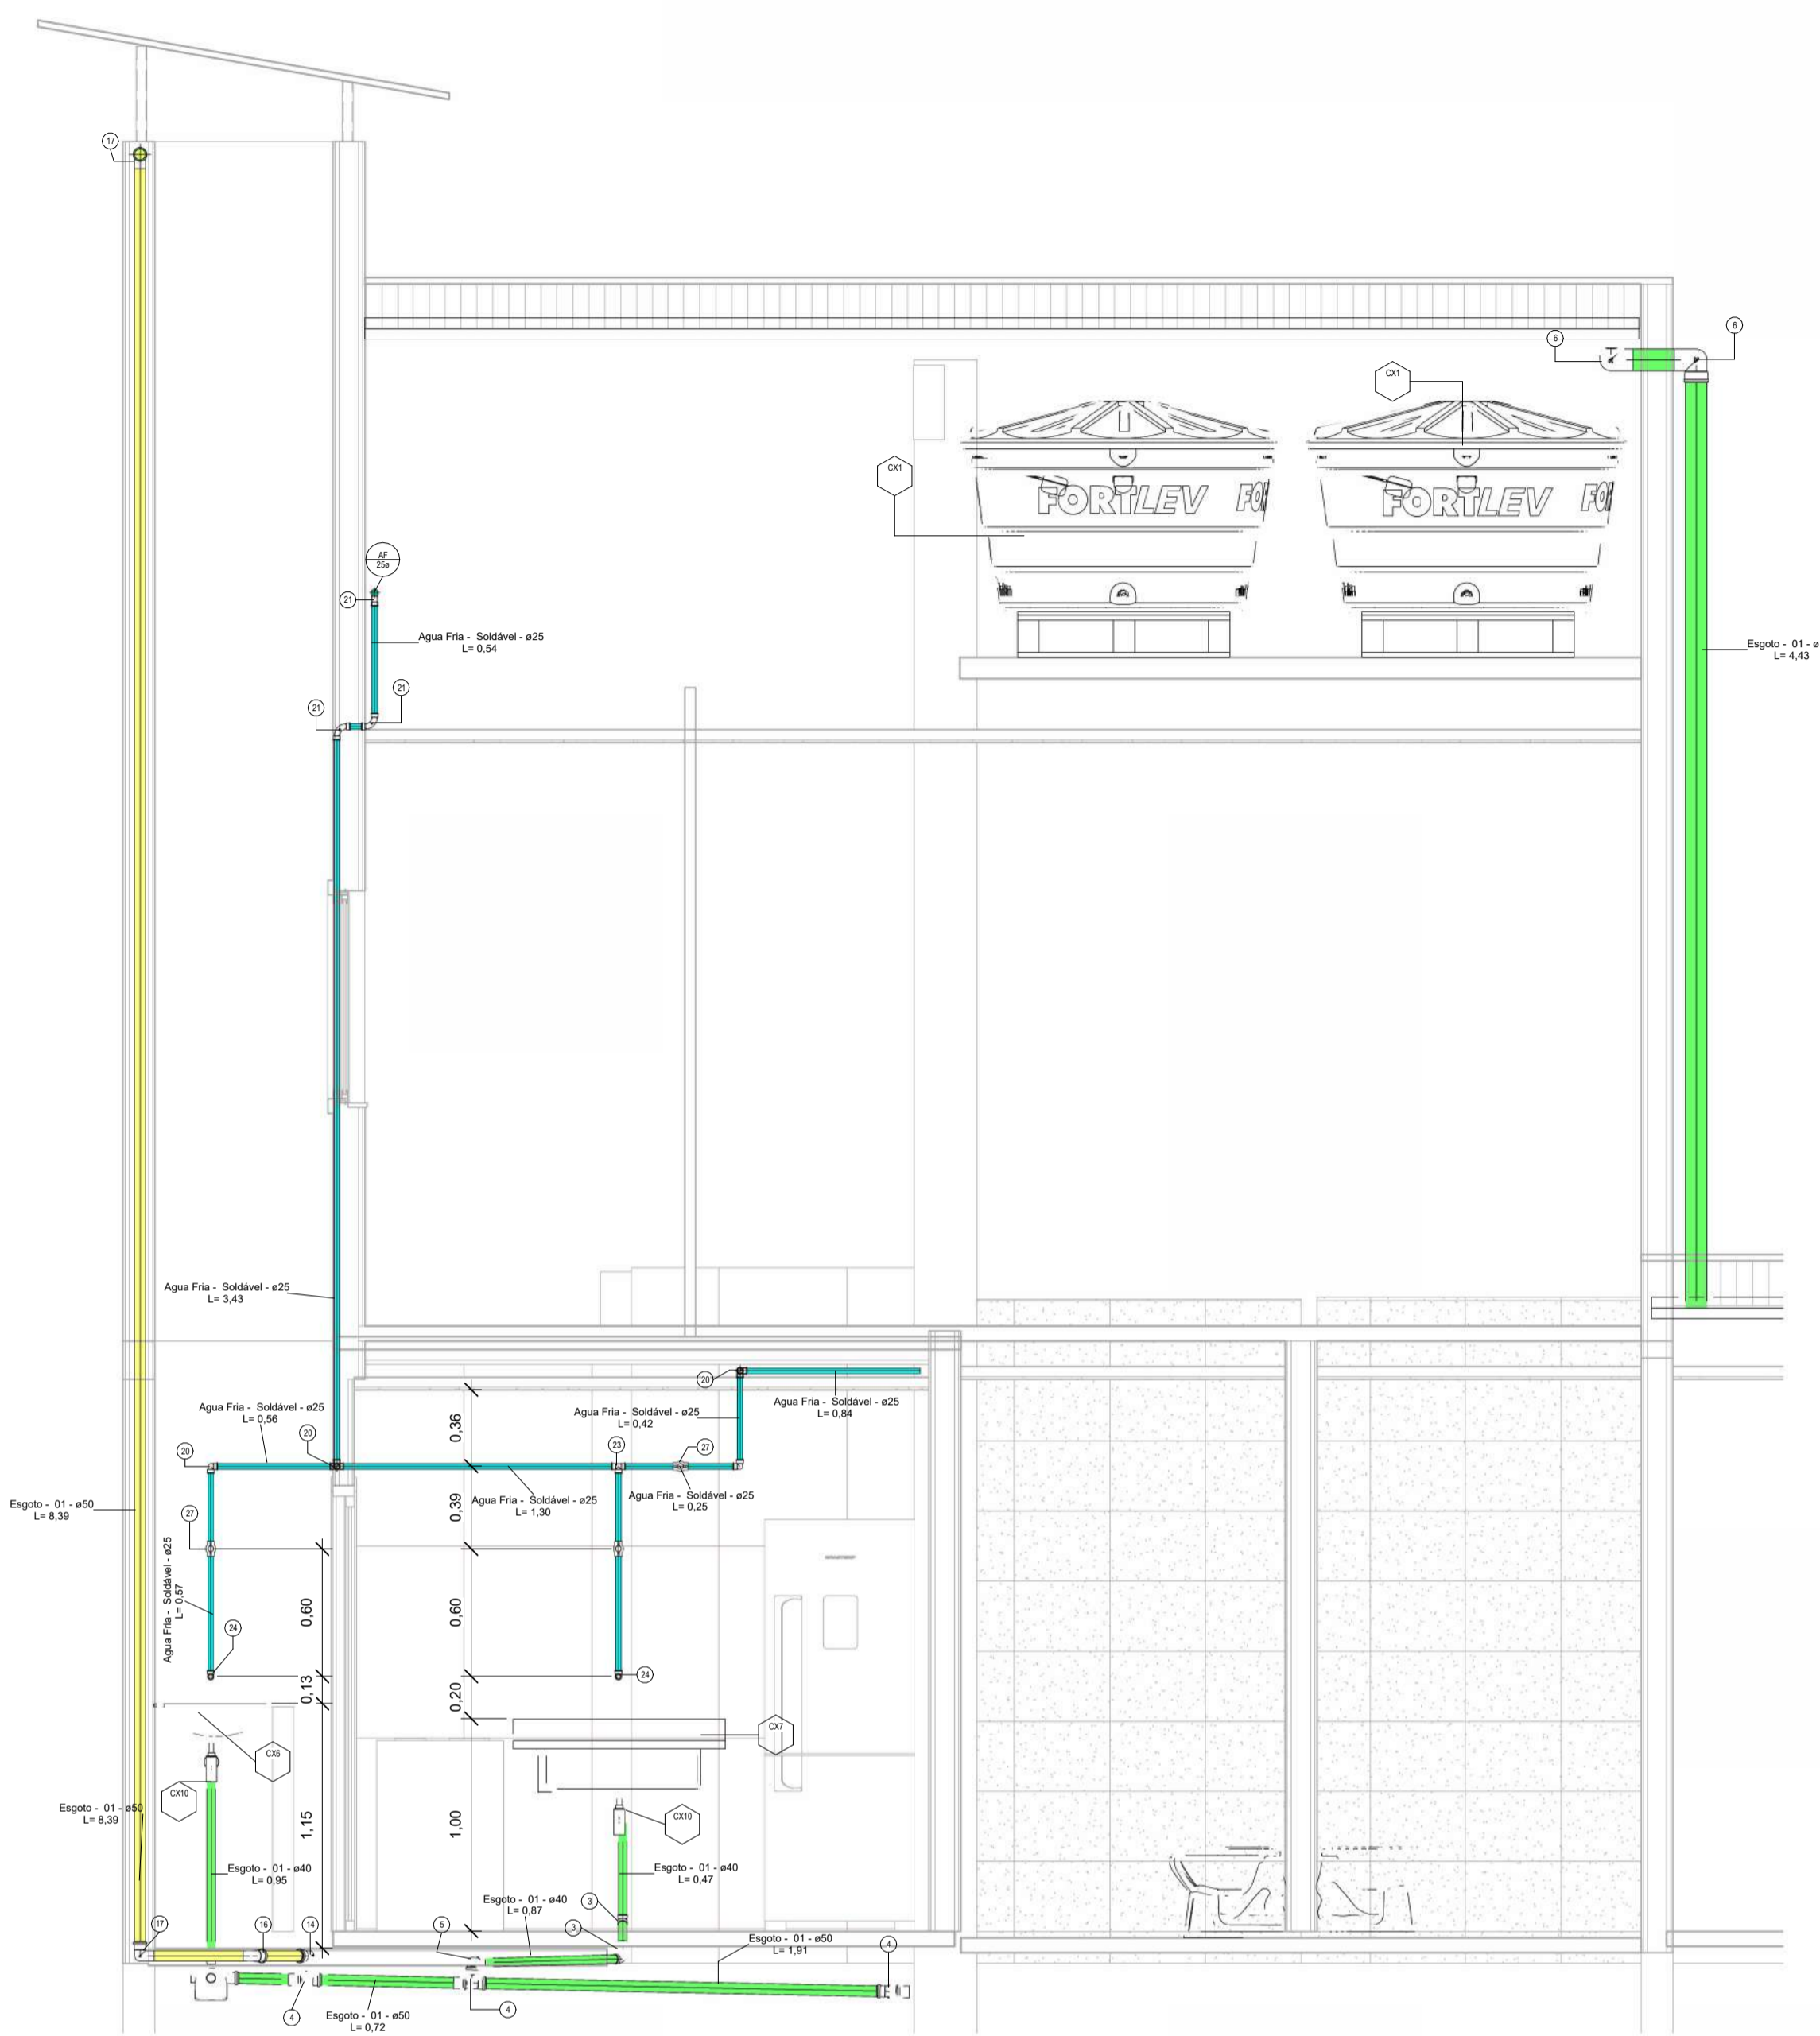 17
6
6
CX1
CX1
FORTLEV
FORTLEV
AF
25ø
21
Agua Fria - Soldável - ø25
L= 0,54
Esgoto - 01 - ø
L= 4,43
21
21
Agua Fria - Soldável - ø25
L= 3,43
20
Agua Fria - Soldável - ø25
L= 0,84
Agua Fria - Soldável - ø25
L= 0,56
Agua Fria - Soldável - ø25
L= 0,42
0,36
20
20
23
27
Agua Fria - Soldável - ø25
L= 1,30
Agua Fria - Soldável - ø25
L= 0,25
0,39
Esgoto - 01 - ø50
L= 8,39
27
Agua Fria - Soldável - ø25
L= 0,57
0,60
0,60
24
24
0,13
0,20
CX7
CX6
CX10
CX10
Esgoto - 01 - ø50
L= 8,39
1,15
1,00
Esgoto - 01 - ø40
L= 0,95
Esgoto - 01 - ø40
L= 0,47
Esgoto - 01 - ø40
L= 0,87
3
3
17
16
14
5
Esgoto - 01 - ø50
L= 1,91
4
4
4
Esgoto - 01 - ø50
L= 0,72